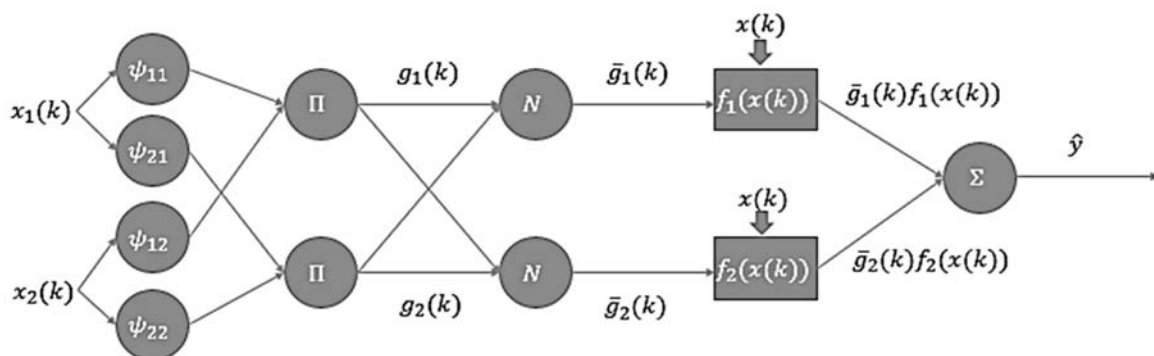 x₁(k)
ψ₁₁
ψ₂₁
x₂(k)
ψ₁₂
ψ₂₂
Π
Π
g₁(k)
g₂(k)
N
N
ḡ₁(k)
ḡ₂(k)
x(k)
f₁(x(k))
x(k)
f₂(x(k))
ḡ₁(k)f₁(x(k))
ḡ₂(k)f₂(x(k))
Σ
ŷ